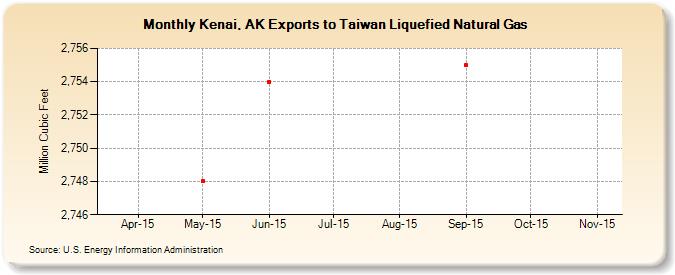 Monthly Kenai, AK Exports to Taiwan Liquefied Natural Gas
Million Cubic Feet
2,756
2,754
2,752
2,750
2,748
2,746
Apr-15 May-15 Jun-15 Jul-15 Aug-15 Sep-15 Oct-15 Nov-15
Source: U.S. Energy Information Administration